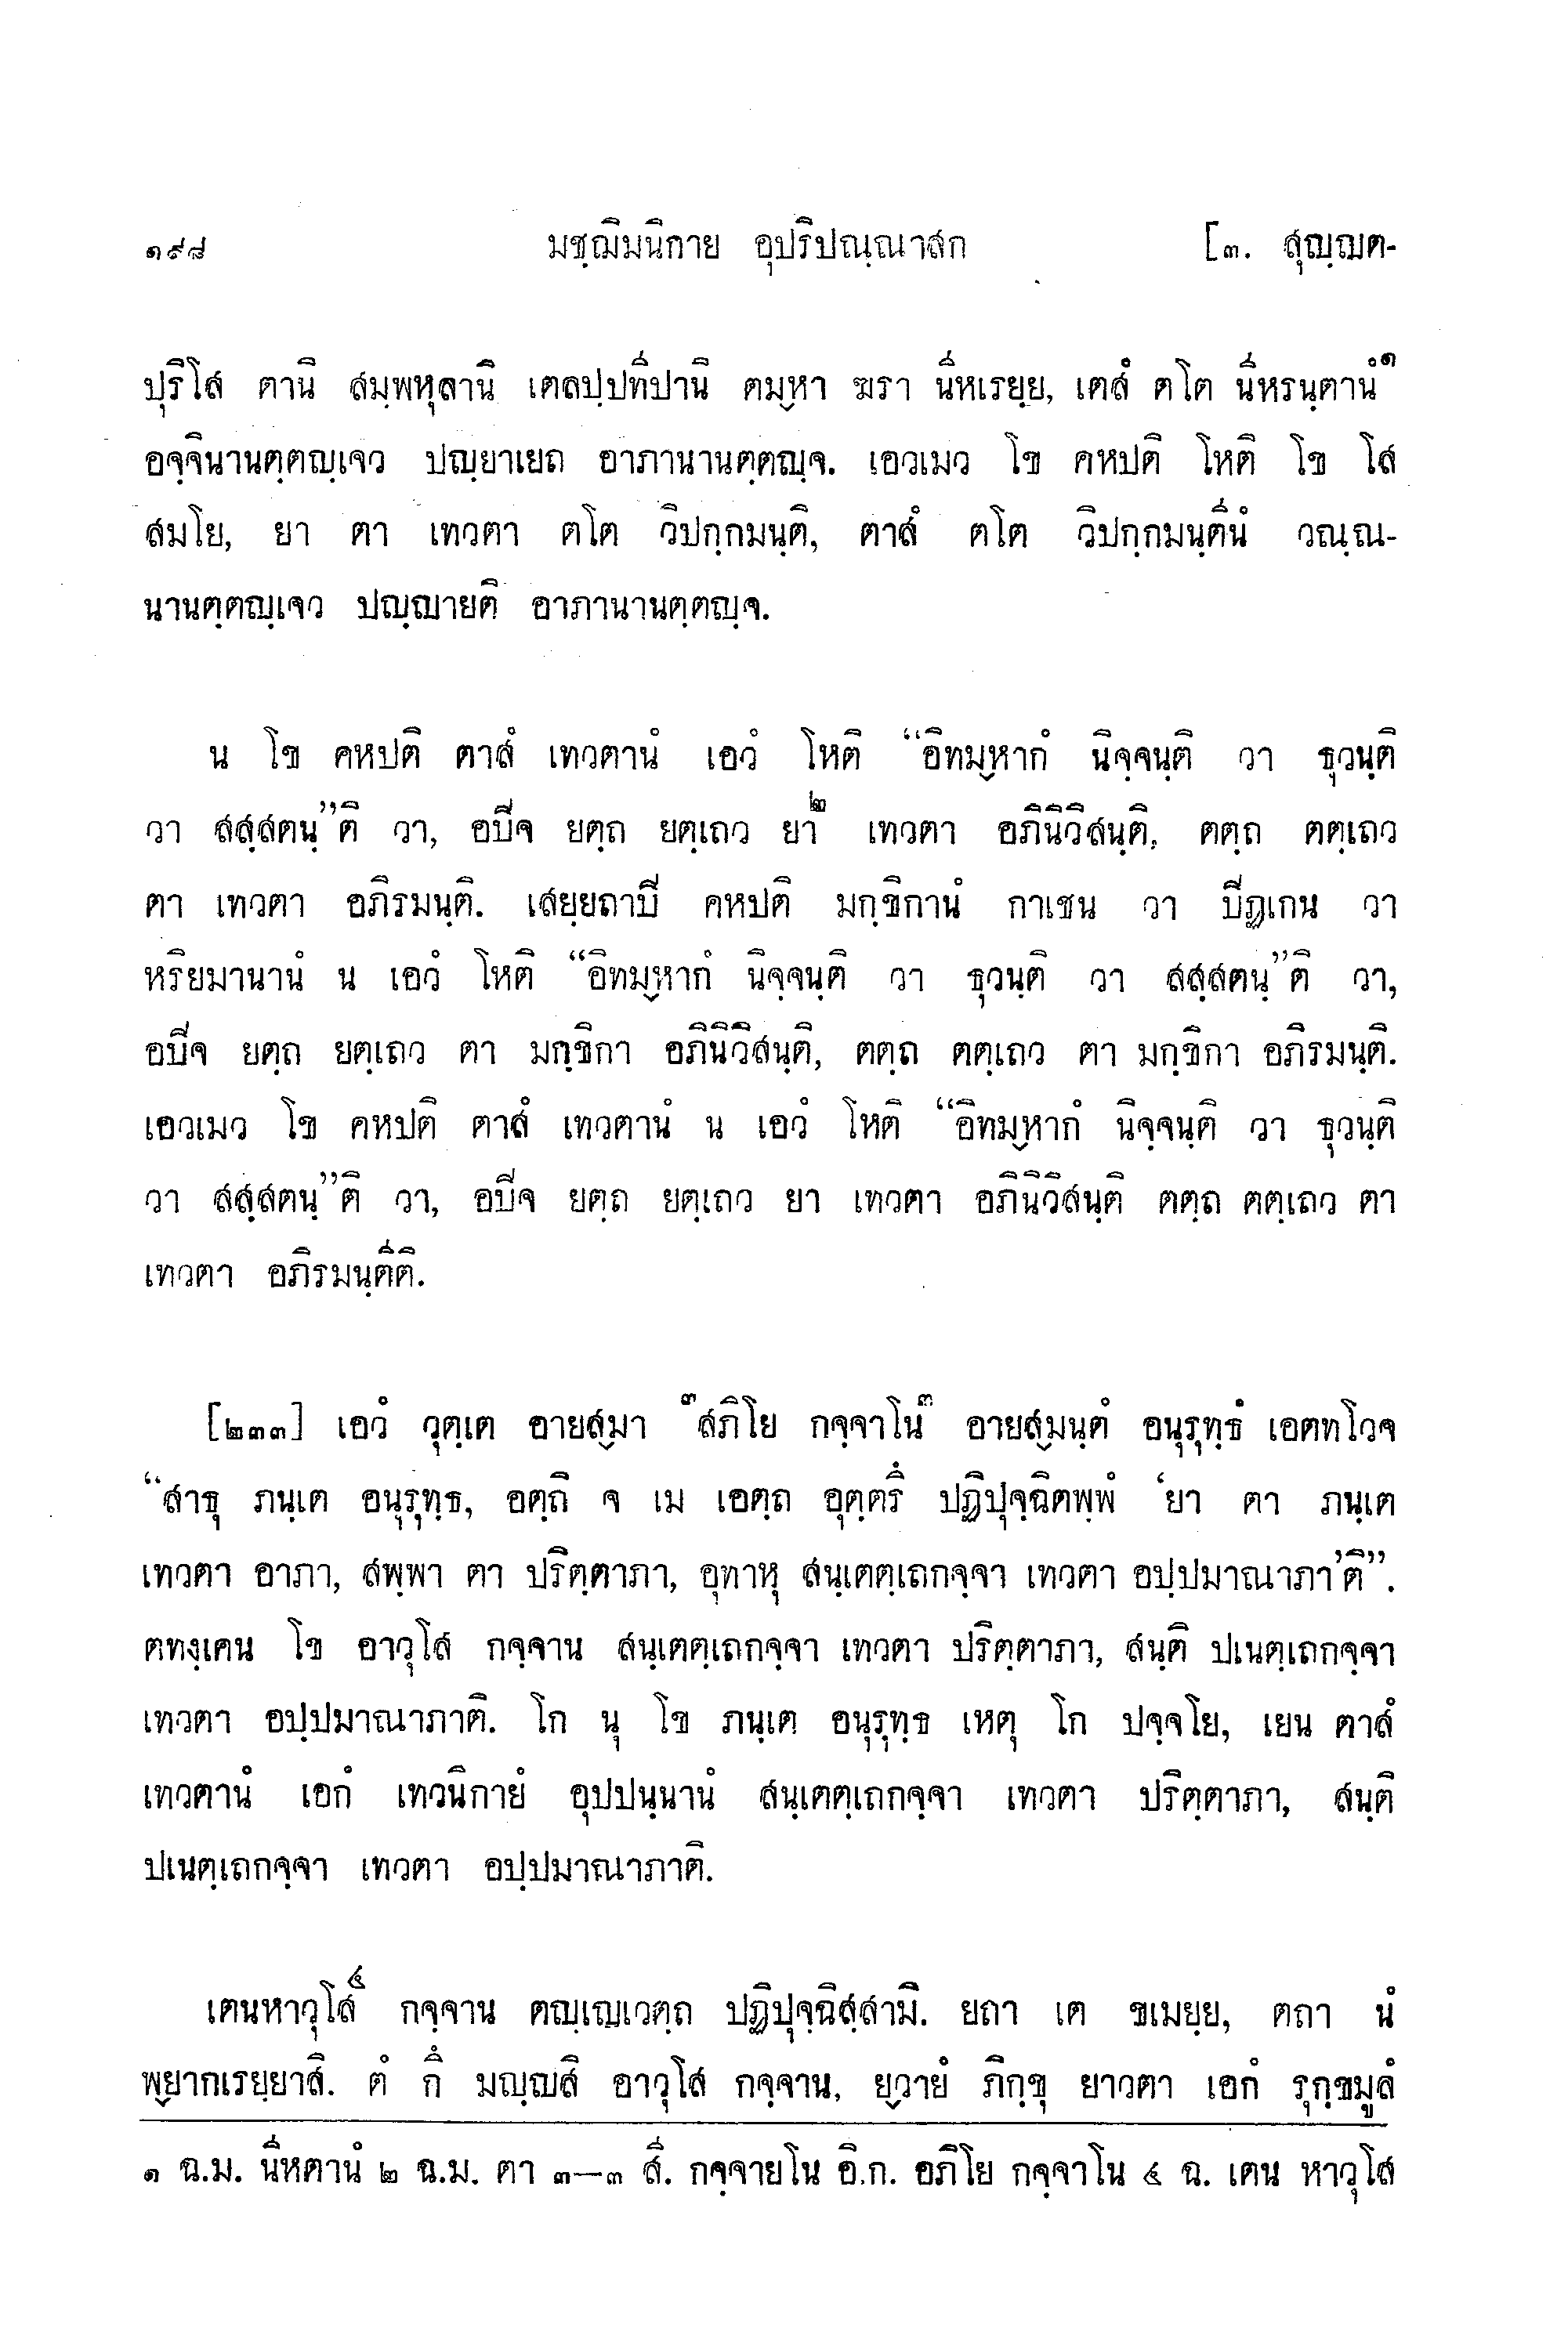 ๑๙๘ มชฺฌิมนิกาย อุปริปณฺณาสก [๓. สุญฺญต-
ปุริโส ตานิ สมฺพหุลานิ เตลปฺปทีปานิ ตมฺหา ฆรา นีหเรยฺย, เตสํ ตโต นีหรนฺตานํ๑
อจฺจินานตฺตญฺเจว ปญฺยาเยถ อาภานานตฺตญฺจ. เอวเมว โข คหปติ โหติ โข โส
สมโย, ยา ตา เทวตา ตโต วิปกฺกมนฺติ, ตาสํ ตโต วิปกฺกมนฺตีนํ วณฺณ-
นานตฺตญฺเจว ปญฺญายติ อาภานานตฺตญฺจ.
น โข คหปติ ตาสํ เทวตานํ เอวํ โหติ “อิทมฺหากํ นิจฺจนฺติ วา ธุวนฺติ
วา สสฺสตนฺ”ติ วา, อปิจ ยตฺถ ยตฺเถว ยา๒ เทวตา อภินิวิสนฺติ, ตตฺถ ตตฺเถว
ตา เทวตา อภิรมนฺติ. เสยฺยถาปิ คหปติ มกฺขิกานํ กาเชน วา ปิฏเกน วา
หริยมานานํ น เอวํ โหติ “อิทมฺหากํ นิจฺจนฺติ วา ธุวนฺติ วา สสฺสตนฺ”ติ วา,
อปิจ ยตฺถ ยตฺเถว ตา มกฺขิกา อภินิวิสนฺติ, ตตฺถ ตตฺเถว ตา มกฺขิกา อภิรมนฺติ.
เอวเมว โข คหปติ ตาสํ เทวตานํ น เอวํ โหติ “อิทมฺหากํ นิจฺจนฺติ วา ธุวนฺติ
วา สสฺสตนฺ”ติ วา, อปิจ ยตฺถ ยตฺเถว ยา เทวตา อภินิวิสนฺติ ตตฺถ ตตฺเถว ตา
เทวตา อภิรมนฺตีติ.
[๒๓๓] เอวํ วุตฺเต อายสฺมา ๓สภิโย กจฺจาโน๓ อายสฺมนฺตํ อนุรุทฺธํ เอตทโวจ
“สาธุ ภนฺเต อนุรุทฺธ, อตฺถิ จ เม เอตฺถ อุตฺตรึ ปฏิปุจฺฉิตพฺพํ ‘ยา ตา ภนฺเต
เทวตา อาภา, สพฺพา ตา ปริตฺตาภา, อุทาหุ สนฺเตตฺเถกจฺจา เทวตา อปฺปมาณาภา’ติ”.
ตทงฺเคน โข อาวุโส กจฺจาน สนฺเตตฺเถกจฺจา เทวตา ปริตฺตาภา, สนฺติ ปเนตฺเถกจฺจา
เทวตา อปฺปมาณาภาติ. โก นุ โข ภนฺเต อนุรุทฺธ เหตุ โก ปจฺจโย, เยน ตาสํ
เทวตานํ เอกํ เทวนิกายํ อุปปนฺนานํ สนฺเตตฺเถกจฺจา เทวตา ปริตฺตาภา, สนฺติ
ปเนตฺเถกจฺจา เทวตา อปฺปมาณาภาติ.
เตนหาวุโส๔ กจฺจาน ตญฺเญเวตฺถ ปฏิปุจฺฉิสฺสามิ. ยถา เต ขเมยฺย, ตถา นํ
พฺยากเรยฺยาสิ. ตํ กึ มญฺญสิ อาวุโส กจฺจาน, ยฺวายํ ภิกฺขุ ยาวตา เอกํ รุกฺขมูลํ
๑ ฉ.ม. นีหตานํ ๒ ฉ.ม. ตา ๓–๓ สี. กจฺจายโน อิ.ก. อภิโย กจฺจาโน ๔ ฉ. เตน หาวุโส